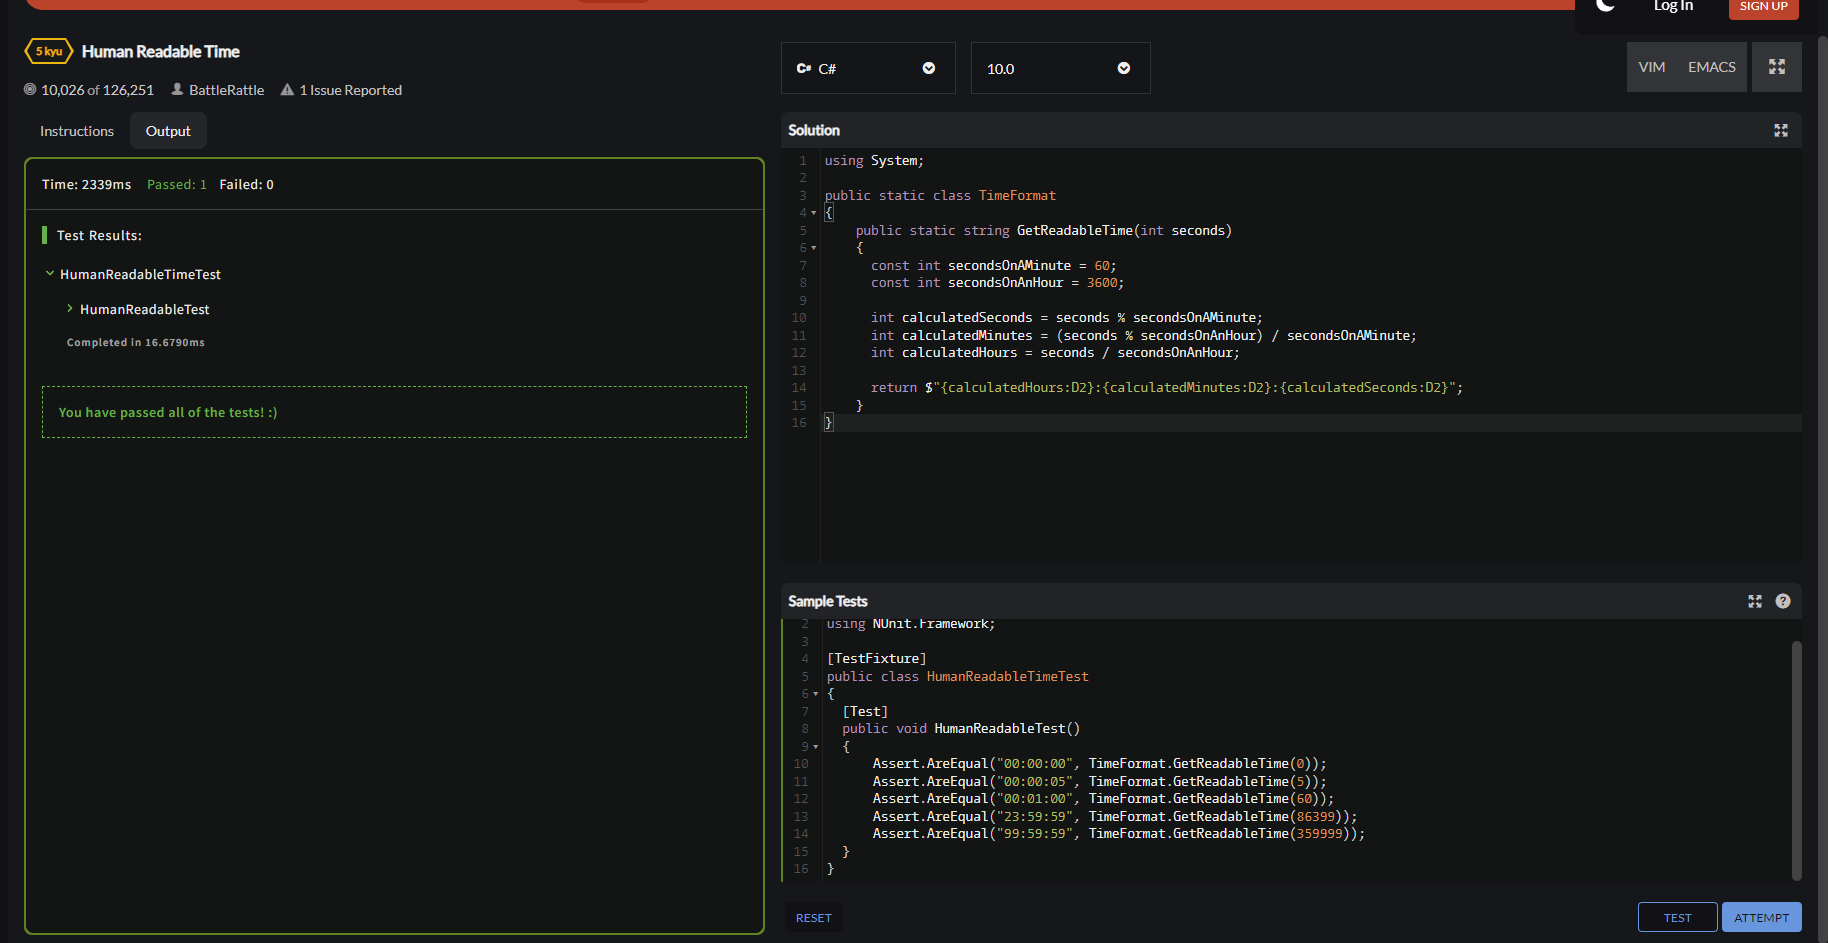 Log In
SIGN UP
5 kyu Human Readable Time
10,026 of 126,251 BattleRattle 1 Issue Reported
Instructions Output
Time: 2339ms Passed: 1 Failed: 0
Test Results:
HumanReadableTimeTest
HumanReadableTest
Completed in 16.6790ms
You have passed all of the tests! :)
C# C#
10.0
VIM EMACS
Solution
1 using System;
2
3 public static class TimeFormat
4 {
5 public static string GetReadableTime(int seconds)
6 {
7 const int secondsOnAMinute = 60;
8 const int secondsOnAnHour = 3600;
9
10 int calculatedSeconds = seconds % secondsOnAMinute;
11 int calculatedMinutes = (seconds % secondsOnAnHour) / secondsOnAMinute;
12 int calculatedHours = seconds / secondsOnAnHour;
13
14 return $"{calculatedHours:D2}:{calculatedMinutes:D2}:{calculatedSeconds:D2}";
15 }
16 }
Sample Tests
?
2 using NUnit.Framework;
3
4 [TestFixture]
5 public class HumanReadableTimeTest
6 {
7 [Test]
8 public void HumanReadableTest()
9 {
10 Assert.AreEqual("00:00:00", TimeFormat.GetReadableTime(0));
11 Assert.AreEqual("00:00:05", TimeFormat.GetReadableTime(5));
12 Assert.AreEqual("00:01:00", TimeFormat.GetReadableTime(60));
13 Assert.AreEqual("23:59:59", TimeFormat.GetReadableTime(86399));
14 Assert.AreEqual("99:59:59", TimeFormat.GetReadableTime(359999));
15 }
16 }
RESET
TEST
ATTEMPT